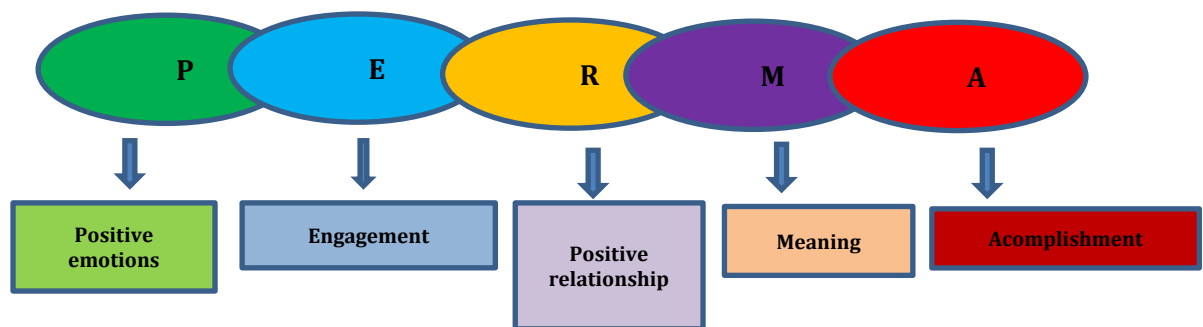 P
E
R
M
A
Positive
emotions
Engagement
Positive
relationship
Meaning
Acomplishment